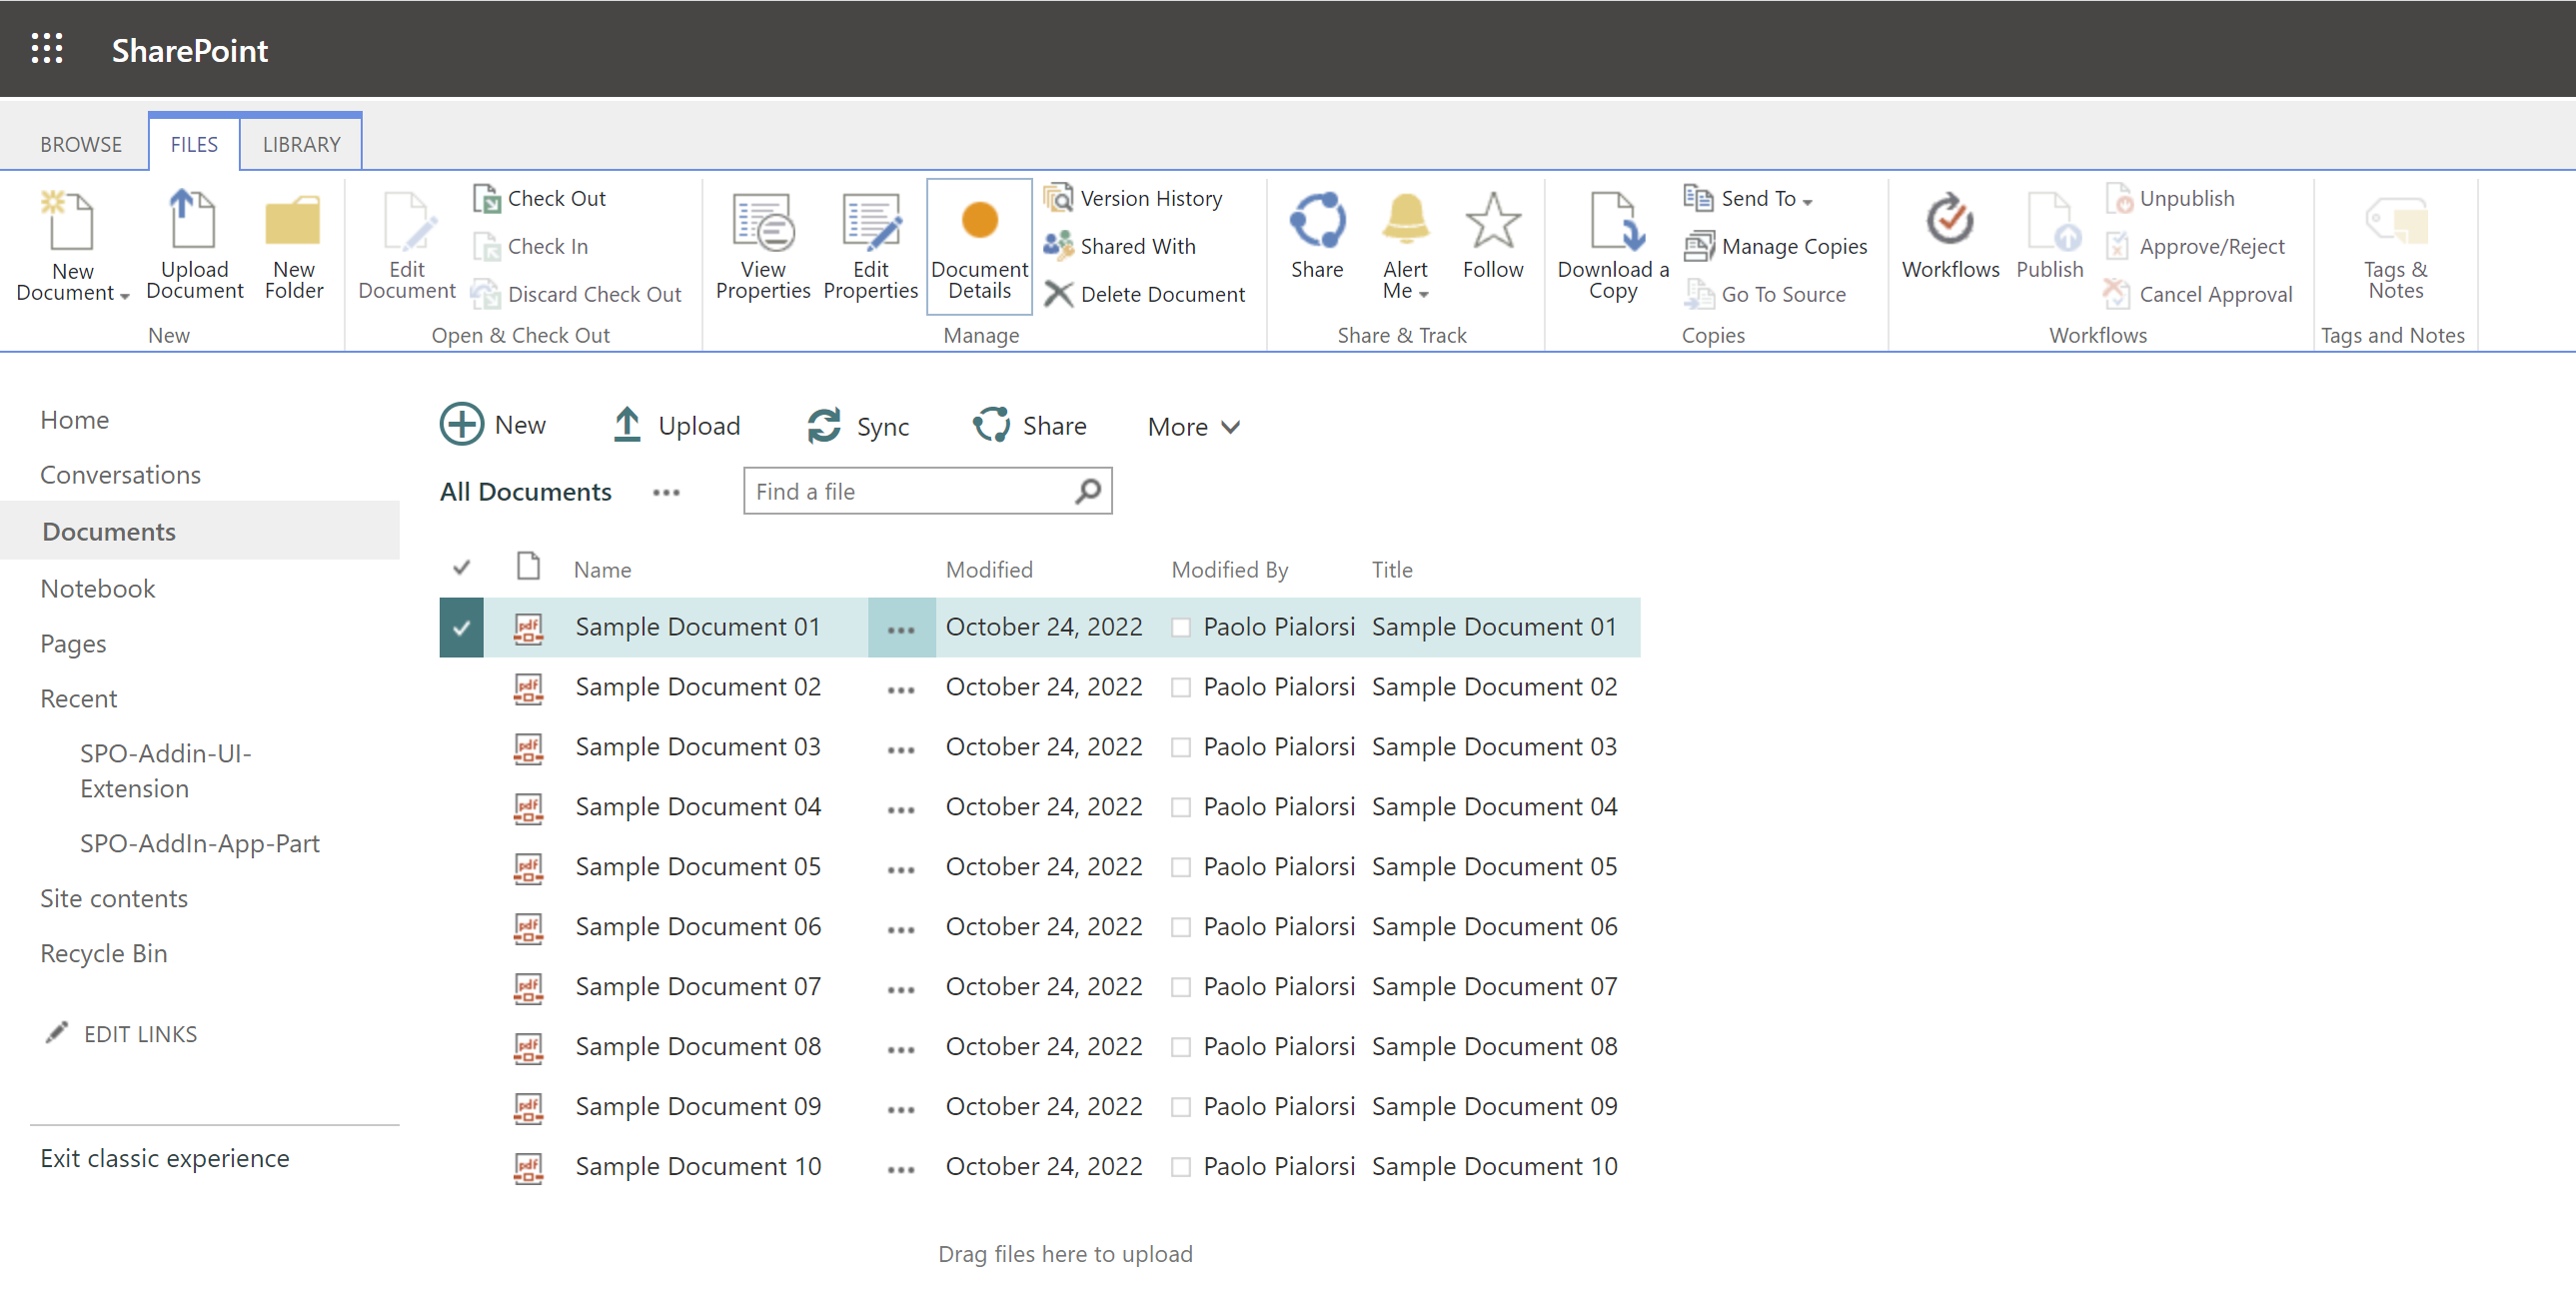 SharePoint
BROWSE FILES LIBRARY
New Document
Upload Document
New Folder
New
Edit Document
Check Out
Check In
Discard Check Out
Open & Check Out
View Properties
Edit Properties
Document Details
Version History
Shared With
Delete Document
Manage
Share
Alert Me
Follow
Share & Track
Download a Copy
Send To
Manage Copies
Go To Source
Copies
Workflows
Publish
Unpublish
Approve/Reject
Cancel Approval
Workflows
Tags & Notes
Tags and Notes
Home
Conversations
Documents
Notebook
Pages
Recent
SPO-Addin-UI-
Extension
SPO-AddIn-App-Part
Site contents
Recycle Bin
EDIT LINKS
Exit classic experience
New Upload Sync Share More
All Documents ••• Find a file
Name Modified Modified By Title
pdf Sample Document 01 ••• October 24, 2022 Paolo Pialorsi Sample Document 01
pdf Sample Document 02 ••• October 24, 2022 Paolo Pialorsi Sample Document 02
pdf Sample Document 03 ••• October 24, 2022 Paolo Pialorsi Sample Document 03
pdf Sample Document 04 ••• October 24, 2022 Paolo Pialorsi Sample Document 04
pdf Sample Document 05 ••• October 24, 2022 Paolo Pialorsi Sample Document 05
pdf Sample Document 06 ••• October 24, 2022 Paolo Pialorsi Sample Document 06
pdf Sample Document 07 ••• October 24, 2022 Paolo Pialorsi Sample Document 07
pdf Sample Document 08 ••• October 24, 2022 Paolo Pialorsi Sample Document 08
pdf Sample Document 09 ••• October 24, 2022 Paolo Pialorsi Sample Document 09
pdf Sample Document 10 ••• October 24, 2022 Paolo Pialorsi Sample Document 10
Drag files here to upload